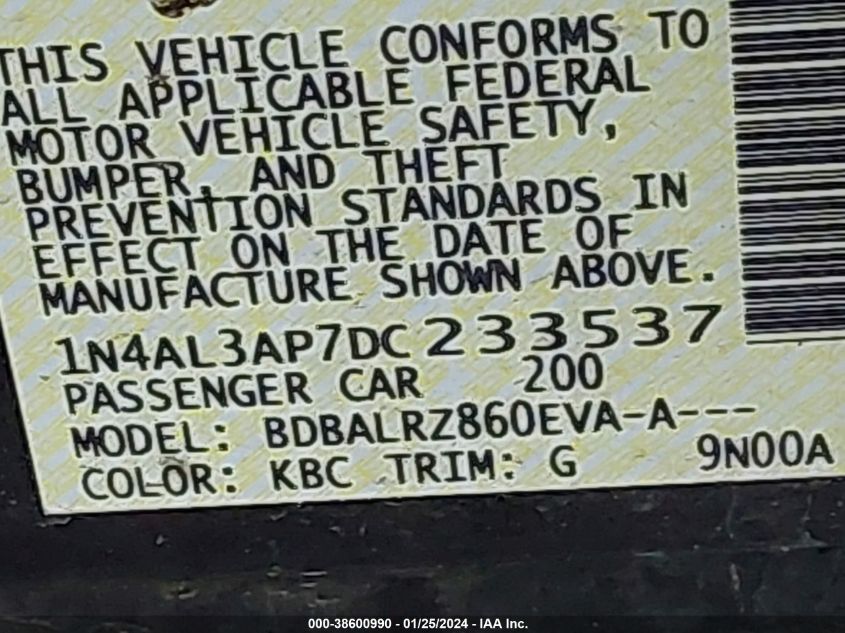 THIS VEHICLE CONFORMS TO
ALL APPLICABLE FEDERAL
MOTOR VEHICLE SAFETY,
BUMPER, AND THEFT
PREVENTION STANDARDS IN
EFFECT ON THE DATE OF
MANUFACTURE SHOWN ABOVE.
1N4AL3AP7DC233537
PASSENGER CAR 200
MODEL: BDBALRZ860EVA-A---
COLOR: KBC TRIM: G 9N00A
000-38600990 - 01/25/2024 - IAA Inc.